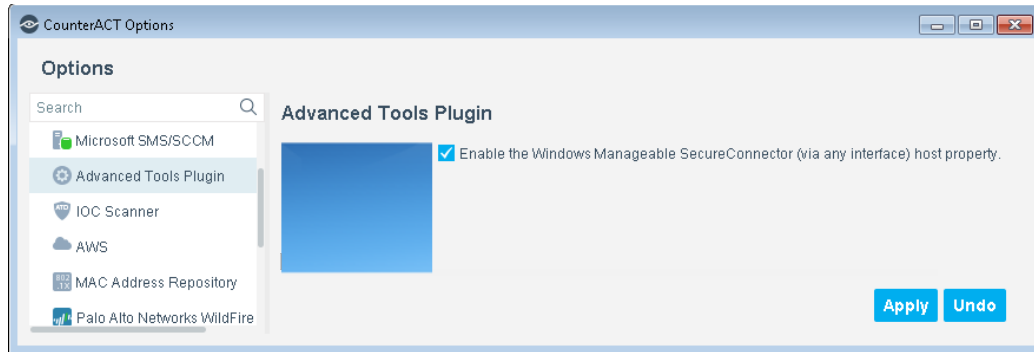 CounterACT Options
Options
Search
Microsoft SMS/SCCM
Advanced Tools Plugin
IOC Scanner
AWS
MAC Address Repository
Palo Alto Networks WildFire
Advanced Tools Plugin
Enable the Windows Manageable SecureConnector (via any interface) host property.
Apply Undo